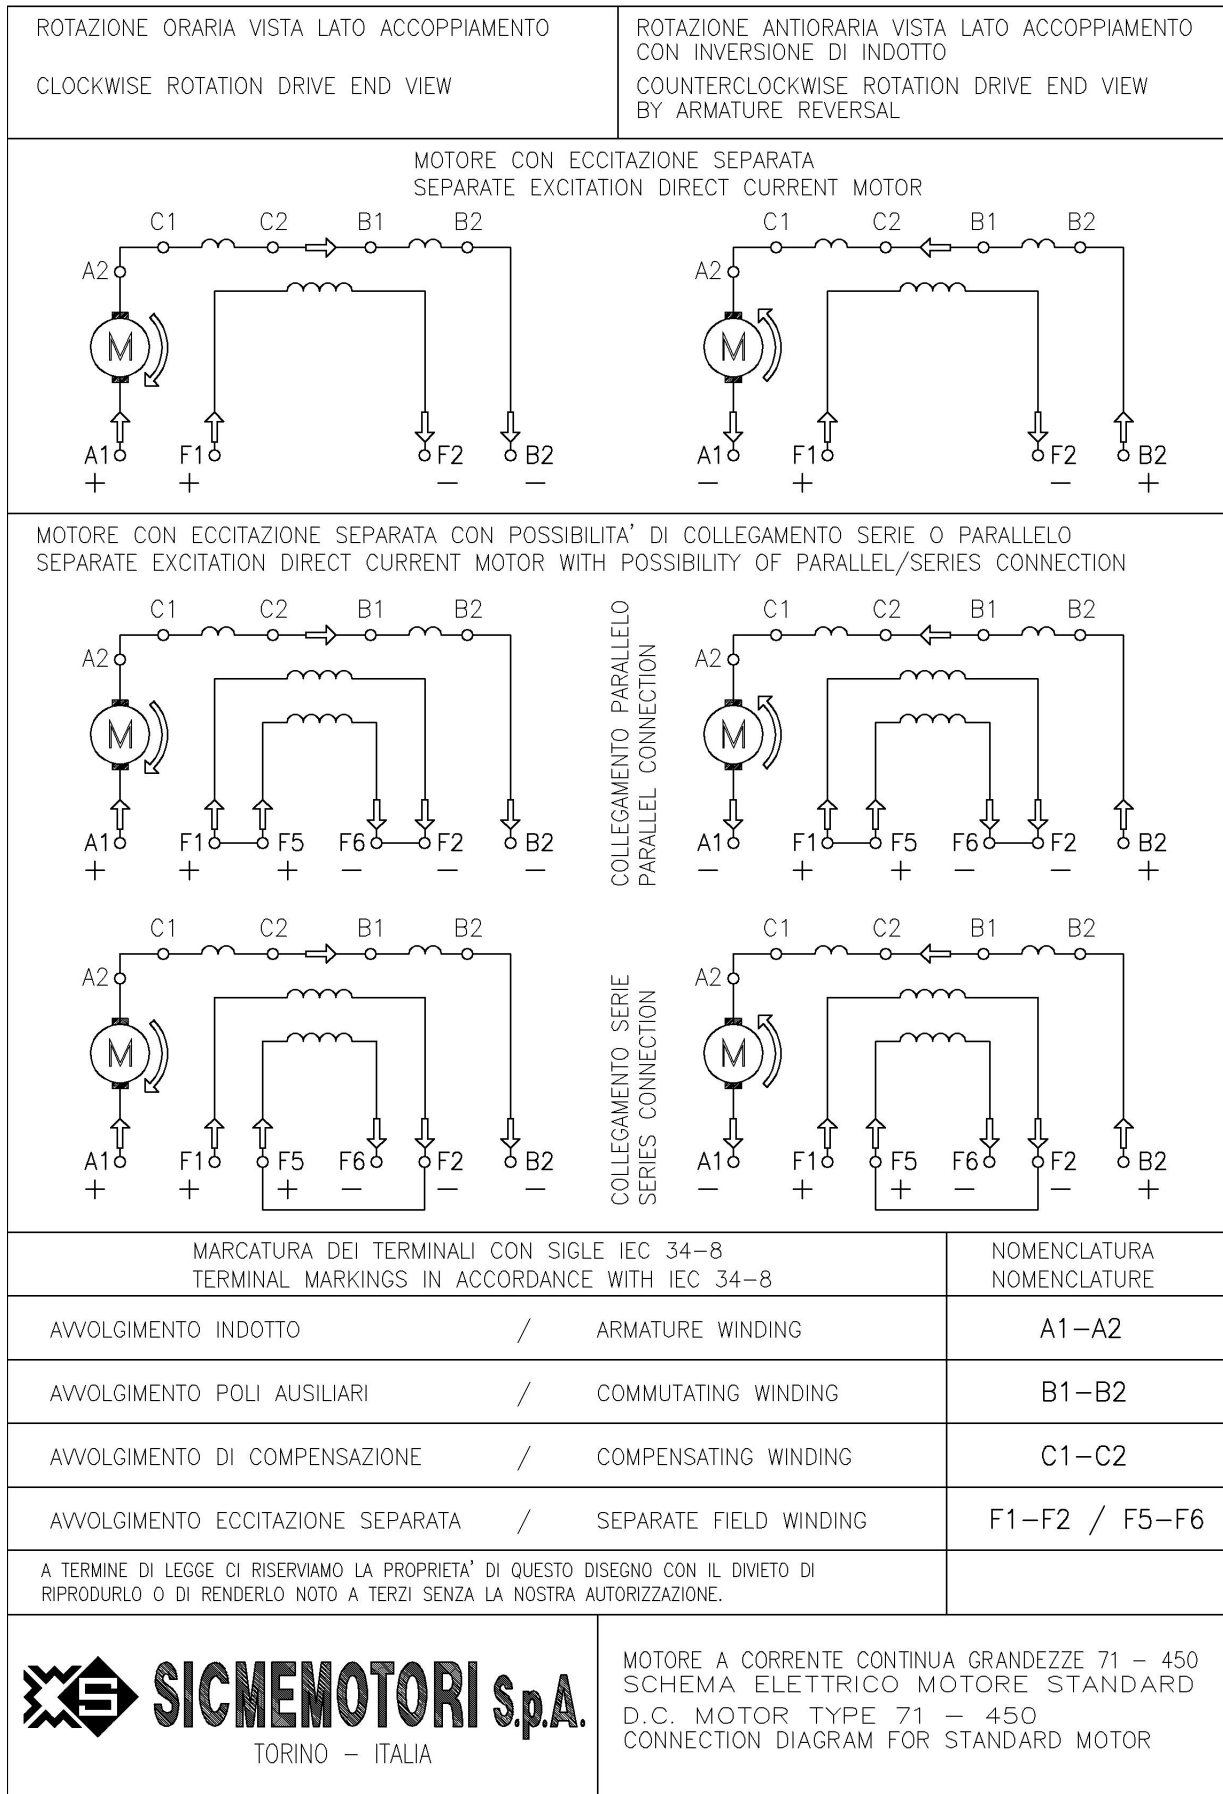 ROTAZIONE ORARIA VISTA LATO ACCOPPIAMENTO
CLOCKWISE ROTATION DRIVE END VIEW
ROTAZIONE ANTIORARIA VISTA LATO ACCOPPIAMENTO
CON INVERSIONE DI INDOTTO
COUNTERCLOCKWISE ROTATION DRIVE END VIEW
BY ARMATURE REVERSAL
MOTORE CON ECCITAZIONE SEPARATA
SEPARATE EXCITATION DIRECT CURRENT MOTOR
C1 C2 B1 B2 C1 C2 B1 B2
A2 A2
M M
A1 F1 F2 B2 A1 F1 F2 B2
+ + − − − + − +
MOTORE CON ECCITAZIONE SEPARATA CON POSSIBILITA' DI COLLEGAMENTO SERIE O PARALLELO
SEPARATE EXCITATION DIRECT CURRENT MOTOR WITH POSSIBILITY OF PARALLEL/SERIES CONNECTION
COLLEGAMENTO PARALLELO
PARALLEL CONNECTION
C1 C2 B1 B2 C1 C2 B1 B2
A2 A2
M M
A1 F1 F5 F6 F2 B2 A1 F1 F5 F6 F2 B2
+ + + − − − − + + − − +
COLLEGAMENTO SERIE
SERIES CONNECTION
C1 C2 B1 B2 C1 C2 B1 B2
A2 A2
M M
A1 F1 F5 F6 F2 B2 A1 F1 F5 F6 F2 B2
+ + + − − − − + + − − +
MARCATURA DEI TERMINALI CON SIGLE IEC 34-8
TERMINAL MARKINGS IN ACCORDANCE WITH IEC 34-8
NOMENCLATURA
NOMENCLATURE
AVVOLGIMENTO INDOTTO / ARMATURE WINDING A1-A2
AVVOLGIMENTO POLI AUSILIARI / COMMUTATING WINDING B1-B2
AVVOLGIMENTO DI COMPENSAZIONE / COMPENSATING WINDING C1-C2
AVVOLGIMENTO ECCITAZIONE SEPARATA / SEPARATE FIELD WINDING F1-F2 / F5-F6
A TERMINE DI LEGGE CI RISERVIAMO LA PROPRIETA' DI QUESTO DISEGNO CON IL DIVIETO DI
RIPRODURLO O DI RENDERLO NOTO A TERZI SENZA LA NOSTRA AUTORIZZAZIONE.
S SICMEMOTORI S.p.A.
TORINO - ITALIA
MOTORE A CORRENTE CONTINUA GRANDEZZE 71 - 450
SCHEMA ELETTRICO MOTORE STANDARD
D.C. MOTOR TYPE 71 - 450
CONNECTION DIAGRAM FOR STANDARD MOTOR